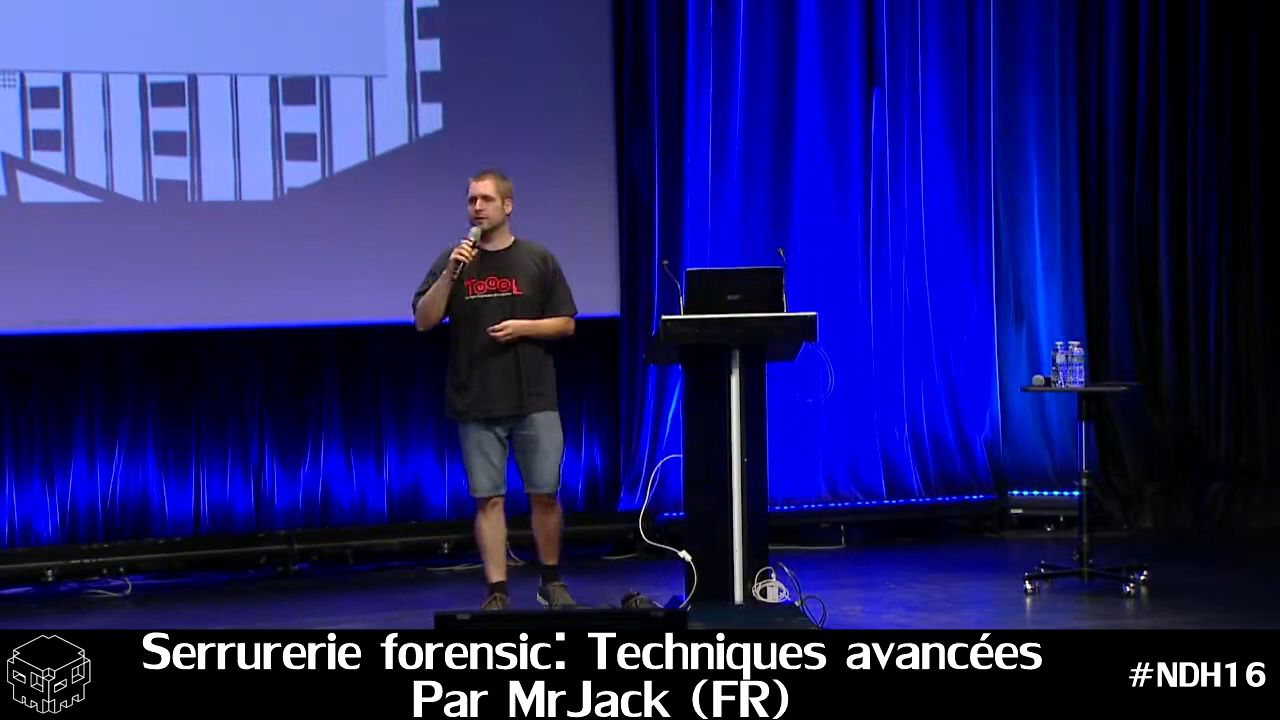 TOOOL
Serrurerie forensic: Techniques avancées
Par MrJack (FR)
#NDH16